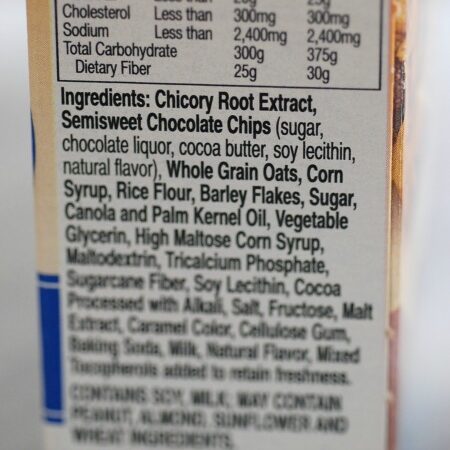 Less than
Cholesterol Less than 300mg 300mg
Sodium Less than 2,400mg 2,400mg
Total Carbohydrate 300g 375g
Dietary Fiber 25g 30g
Ingredients: Chicory Root Extract,
Semisweet Chocolate Chips (sugar,
chocolate liquor, cocoa butter, soy lecithin,
natural flavor), Whole Grain Oats, Corn
Syrup, Rice Flour, Barley Flakes, Sugar,
Canola and Palm Kernel Oil, Vegetable
Glycerin, High Maltose Corn Syrup,
Maltodextrin, Tricalcium Phosphate,
Sugarcane Fiber, Soy Lecithin, Cocoa
Processed with Alkali, Salt, Fructose, Malt
Extract, Caramel Color, Cellulose Gum,
Baking Soda, Milk, Natural Flavor, Mixed
Tocopherols added to retain freshness.
CONTAINS SOY, MILK; MAY CONTAIN
PEANUT, ALMOND, SUNFLOWER AND
WHEAT INGREDIENTS.